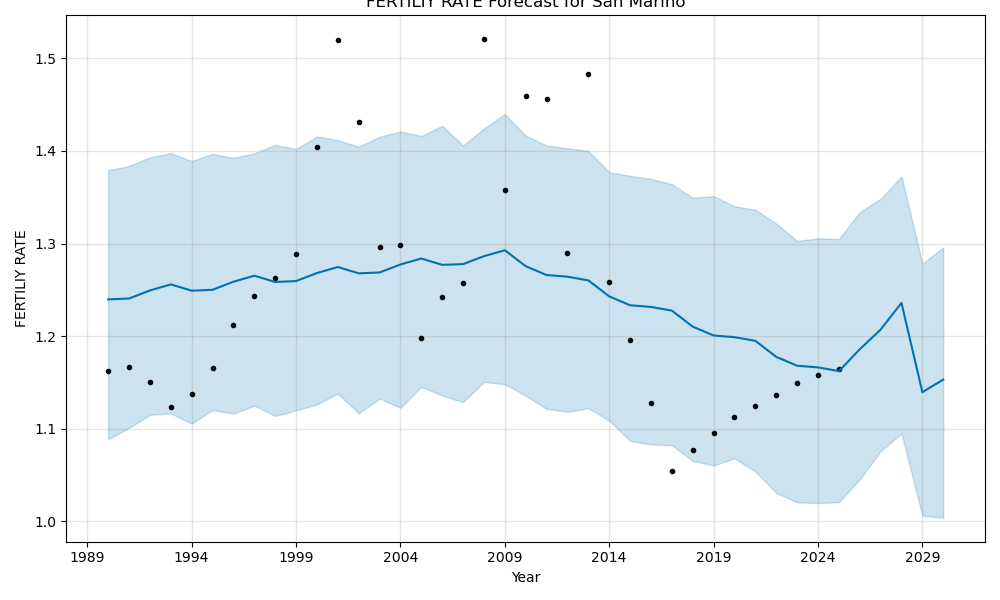 FERTILIY RATE Forecast for San Marino
1.5
1.4
1.3
1.2
1.1
1.0
FERTILIY RATE
1989 1994 1999 2004 2009 2014 2019 2024 2029
Year